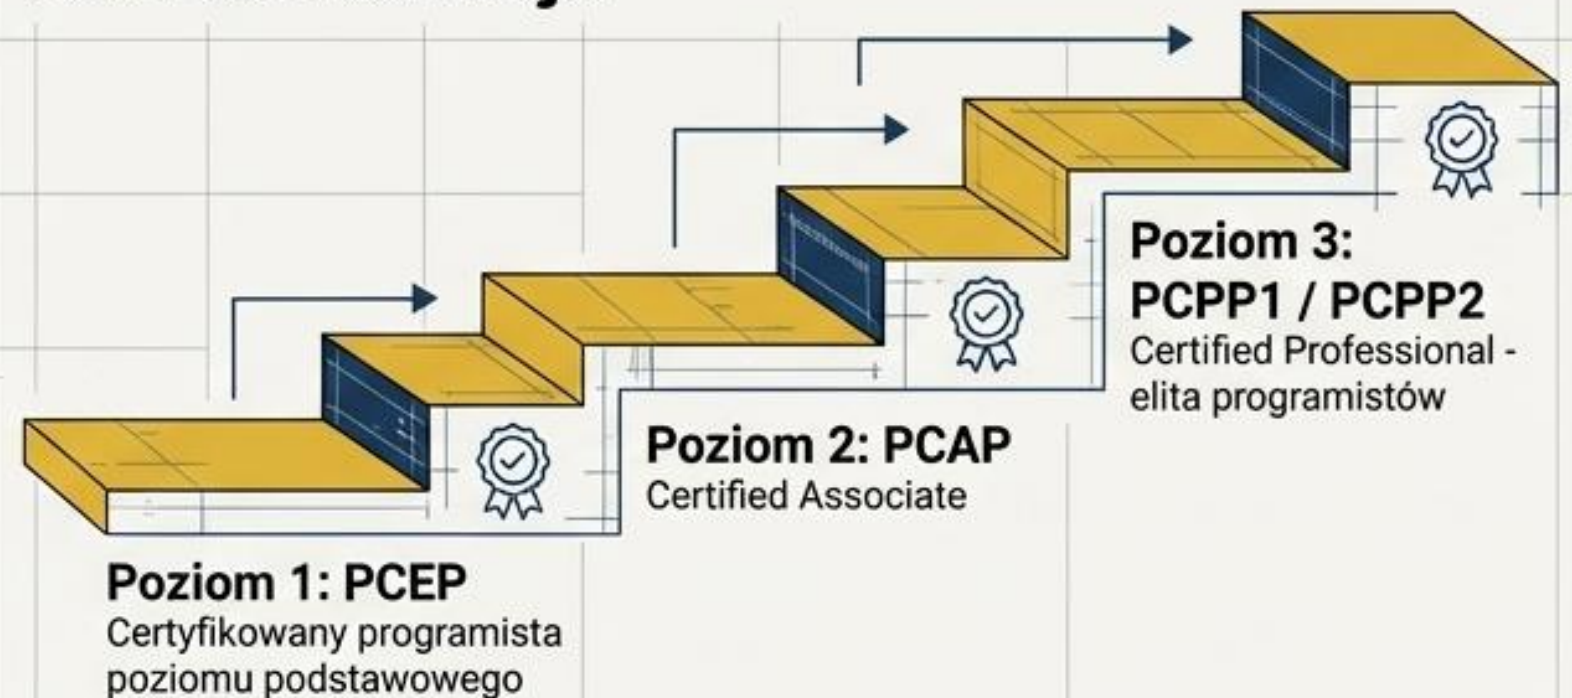 Poziom 1: PCEP
Certyfikowany programista
poziomu podstawowego
Poziom 2: PCAP
Certified Associate
Poziom 3:
PCPP1 / PCPP2
Certified Professional -
elita programistów